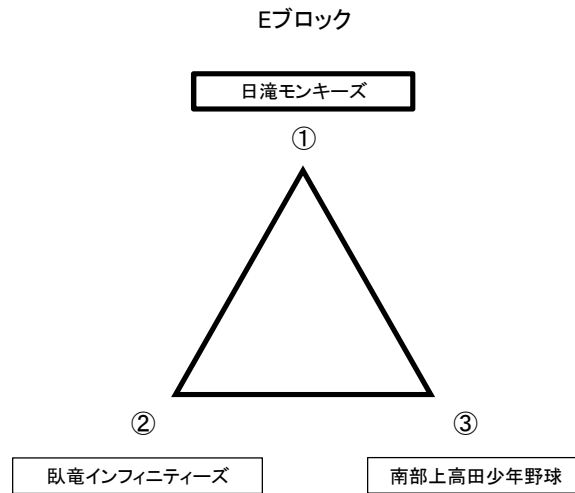 Eブロック
日滝モンキーズ
①
②
③
臥竜インフィニティーズ
南部上高田少年野球